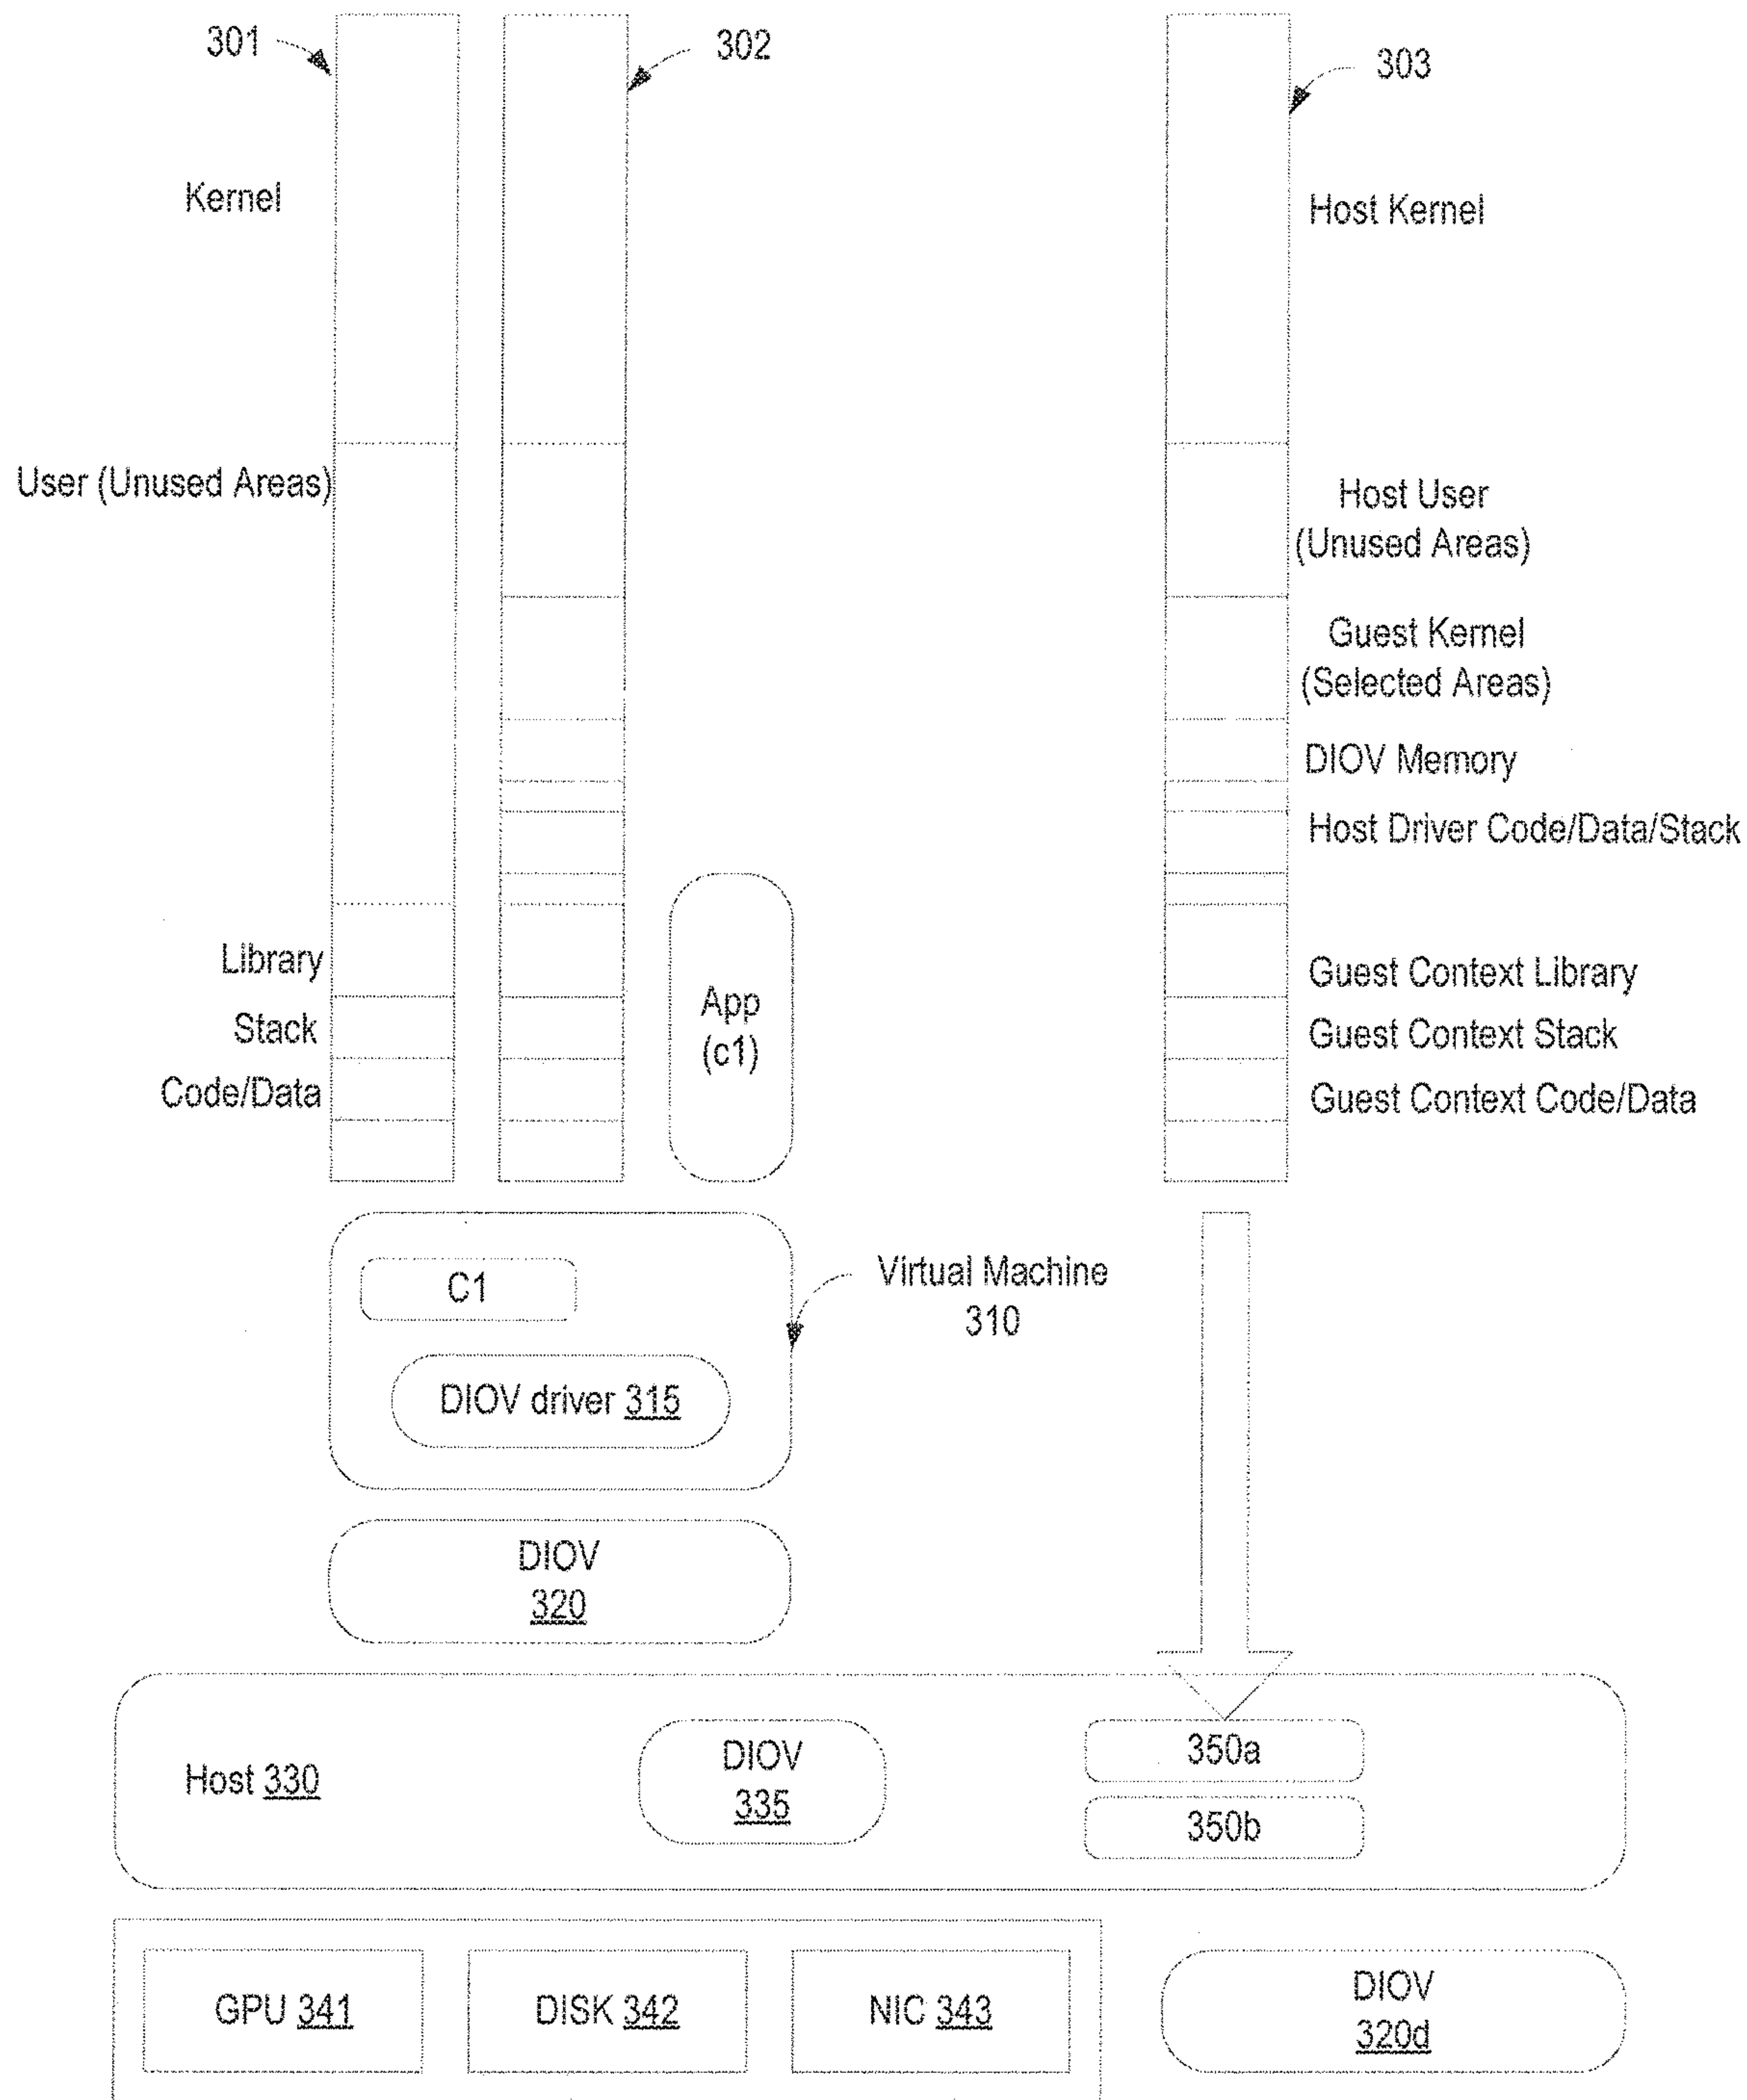 301
302
303
Kernel
Host Kernel
User (Unused Areas)
Host User
(Unused Areas)
Guest Kernel
(Selected Areas)
DIOV Memory
Host Driver Code/Data/Stack
Library
App
(c1)
Guest Context Library
Stack
Guest Context Stack
Code/Data
Guest Context Code/Data
C1
Virtual Machine
310
DIOV driver 315
DIOV
320
Host 330
DIOV
335
350a
350b
GPU 341
DISK 342
NIC 343
DIOV
320d